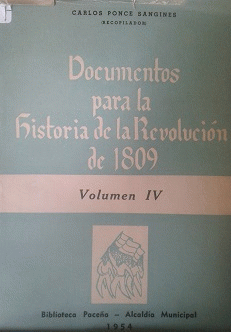 CARLOS PONCE SANGINES
(RECOPILADOR)
Documentos
para la
Historia de la Revolución
de 1809
Volumen IV
Biblioteca Paceña – Alcaldía Municipal
1954